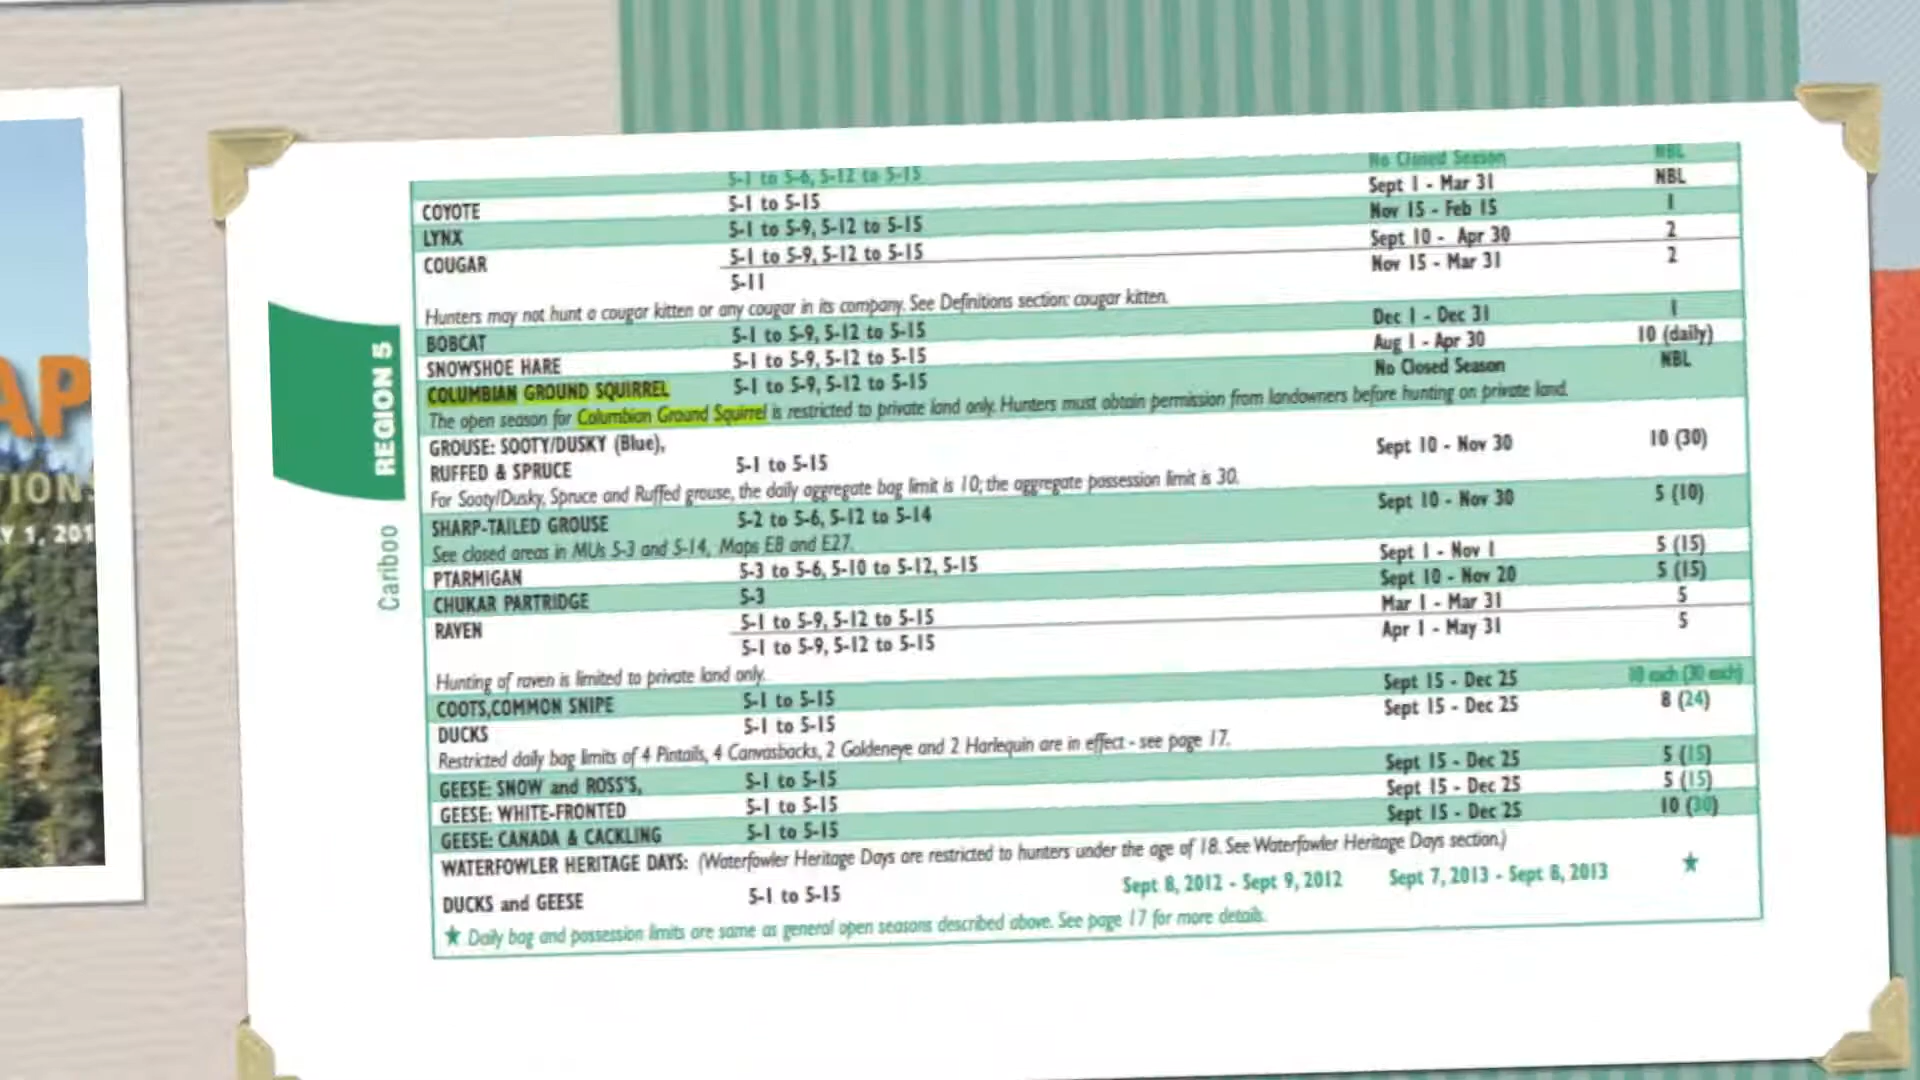 AP
TION
Y 1, 201
REGION 5
Cariboo
5-1 to 5-6, 5-12 to 5-15 No Closed Season NBL
COYOTE 5-1 to 5-15 Sept 1 - Mar 31 NBL
LYNX 5-1 to 5-9, 5-12 to 5-15 Nov 15 - Feb 15 1
COUGAR 5-1 to 5-9, 5-12 to 5-15 Sept 10 - Apr 30 2
5-11 Nov 15 - Mar 31 2
Hunters may not hunt a cougar kitten or any cougar in its company. See Definitions section: cougar kitten.
BOBCAT 5-1 to 5-9, 5-12 to 5-15 Dec 1 - Dec 31 1
SNOWSHOE HARE 5-1 to 5-9, 5-12 to 5-15 Aug 1 - Apr 30 10 (daily)
COLUMBIAN GROUND SQUIRREL 5-1 to 5-9, 5-12 to 5-15 No Closed Season NBL
The open season for Columbian Ground Squirrel is restricted to private land only. Hunters must obtain permission from landowners before hunting on private land.
GROUSE: SOOTY/DUSKY (Blue),
RUFFED & SPRUCE 5-1 to 5-15 Sept 10 - Nov 30 10 (30)
For Sooty/Dusky, Spruce and Ruffed grouse, the daily aggregate bag limit is 10; the aggregate possession limit is 30.
SHARP-TAILED GROUSE 5-2 to 5-6, 5-12 to 5-14 Sept 10 - Nov 30 5 (10)
See closed areas in MUs 5-3 and 5-14, Maps E8 and E27.
PTARMIGAN 5-3 to 5-6, 5-10 to 5-12, 5-15 Sept 1 - Nov 1 5 (15)
CHUKAR PARTRIDGE 5-3 Sept 10 - Nov 20 5 (15)
RAVEN 5-1 to 5-9, 5-12 to 5-15 Mar 1 - Mar 31 5
5-1 to 5-9, 5-12 to 5-15 Apr 1 - May 31 5
Hunting of raven is limited to private land only.
COOTS,COMMON SNIPE 5-1 to 5-15 Sept 15 - Dec 25 10 each (30 each)
DUCKS 5-1 to 5-15 Sept 15 - Dec 25 8 (24)
Restricted daily bag limits of 4 Pintails, 4 Canvasbacks, 2 Goldeneye and 2 Harlequin are in effect - see page 17.
GEESE: SNOW and ROSS'S, 5-1 to 5-15 Sept 15 - Dec 25 5 (15)
GEESE: WHITE-FRONTED 5-1 to 5-15 Sept 15 - Dec 25 5 (15)
GEESE: CANADA & CACKLING 5-1 to 5-15 Sept 15 - Dec 25 10 (30)
WATERFOWLER HERITAGE DAYS: (Waterfowler Heritage Days are restricted to hunters under the age of 18. See Waterfowler Heritage Days section.)
DUCKS and GEESE 5-1 to 5-15 Sept 8, 2012 - Sept 9, 2012 Sept 7, 2013 - Sept 8, 2013 ★
★ Daily bag and possession limits are same as general open seasons described above. See page 17 for more details.